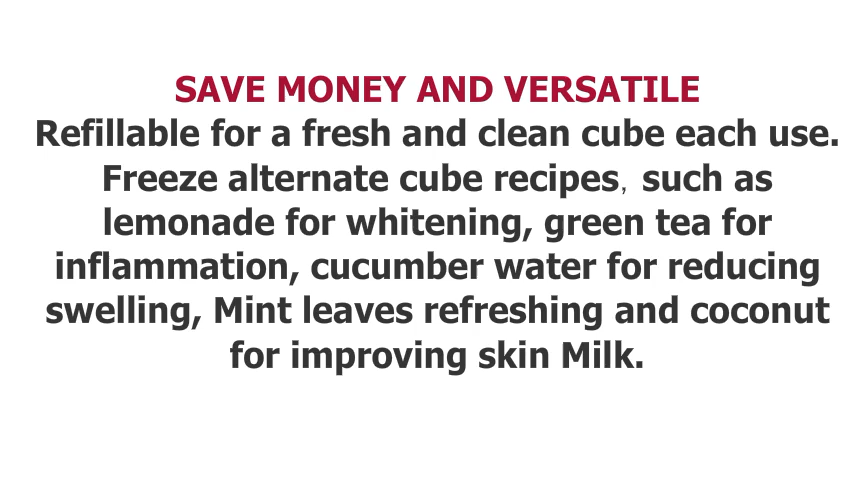 SAVE MONEY AND VERSATILE
Refillable for a fresh and clean cube each use.
Freeze alternate cube recipes, such as
lemonade for whitening, green tea for
inflammation, cucumber water for reducing
swelling, Mint leaves refreshing and coconut
for improving skin Milk.